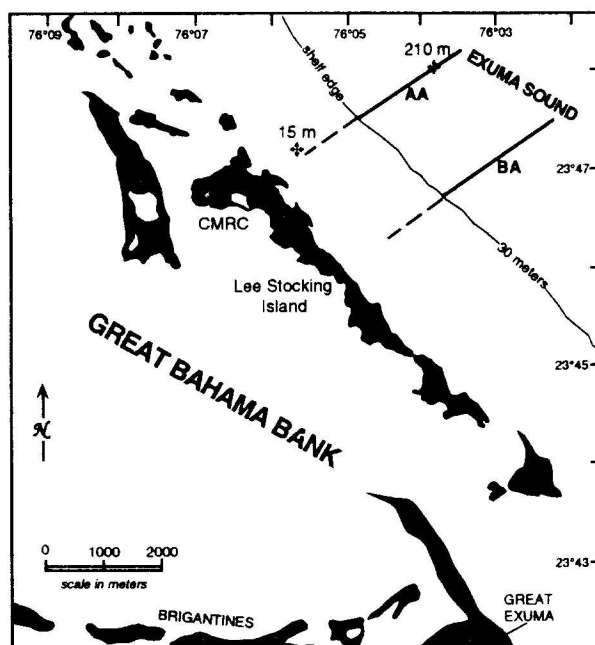 76°09
76°07
76°05
76°03
210 m
EXUMA SOUND
shelf edge
AA
15 m
BA
23°47
CMRC
30 meters
Lee Stocking
Island
GREAT BAHAMA BANK
23°45
N
0 1000 2000
scale in meters
23°43
BRIGANTINES
GREAT
EXUMA